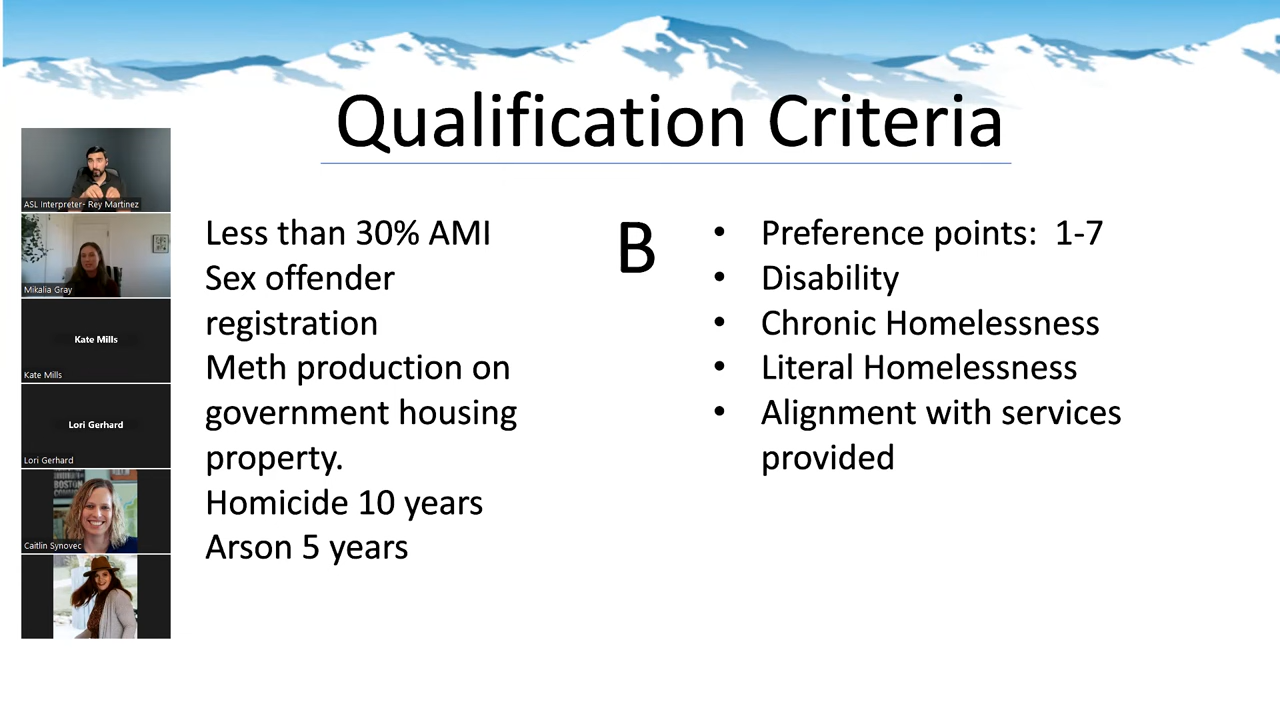 Qualification Criteria
ASL Interpreter- Rey Martinez
Mikalia Gray
Kate Mills
Kate Mills
Lori Gerhard
Lori Gerhard
BOSTON
Caitlin Synovec
Less than 30% AMI
Sex offender
registration
Meth production on
government housing
property.
Homicide 10 years
Arson 5 years
B
• Preference points: 1-7
• Disability
• Chronic Homelessness
• Literal Homelessness
• Alignment with services
provided